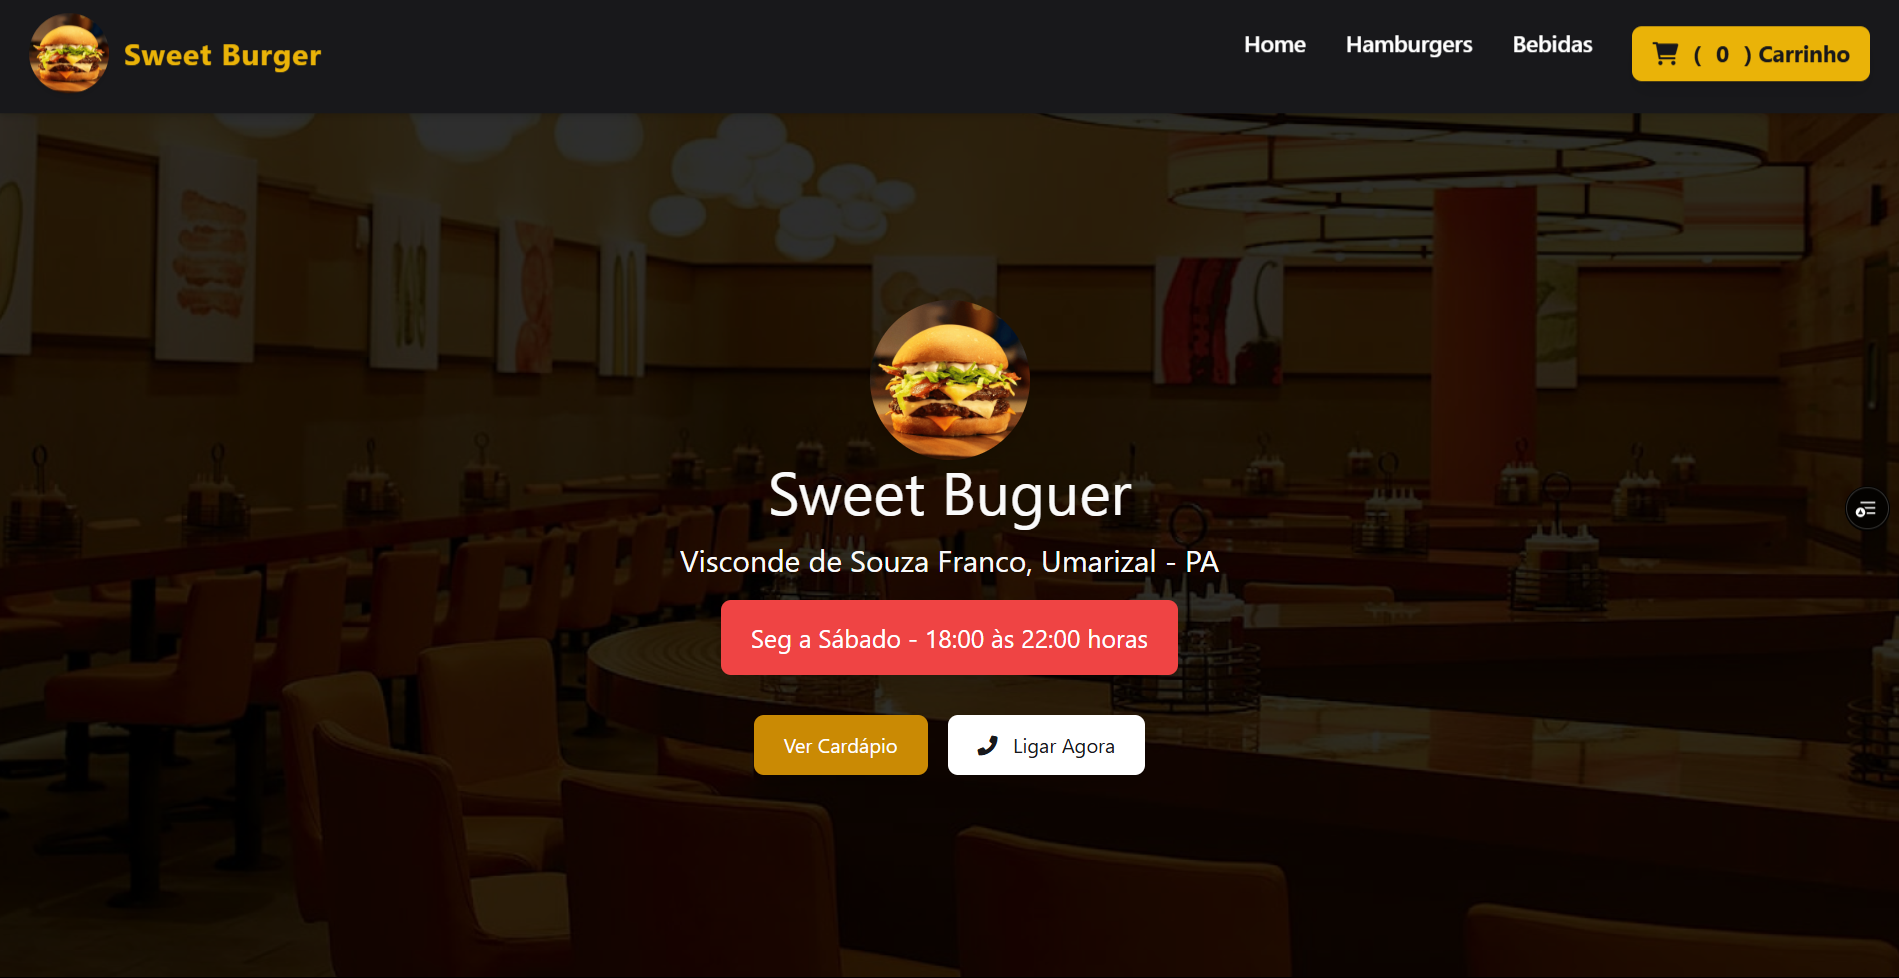 Sweet Burger
Home
Hamburgers
Bebidas
( 0 ) Carrinho
Sweet Buguer
Visconde de Souza Franco, Umarizal - PA
Seg a Sábado - 18:00 às 22:00 horas
Ver Cardápio
Ligar Agora